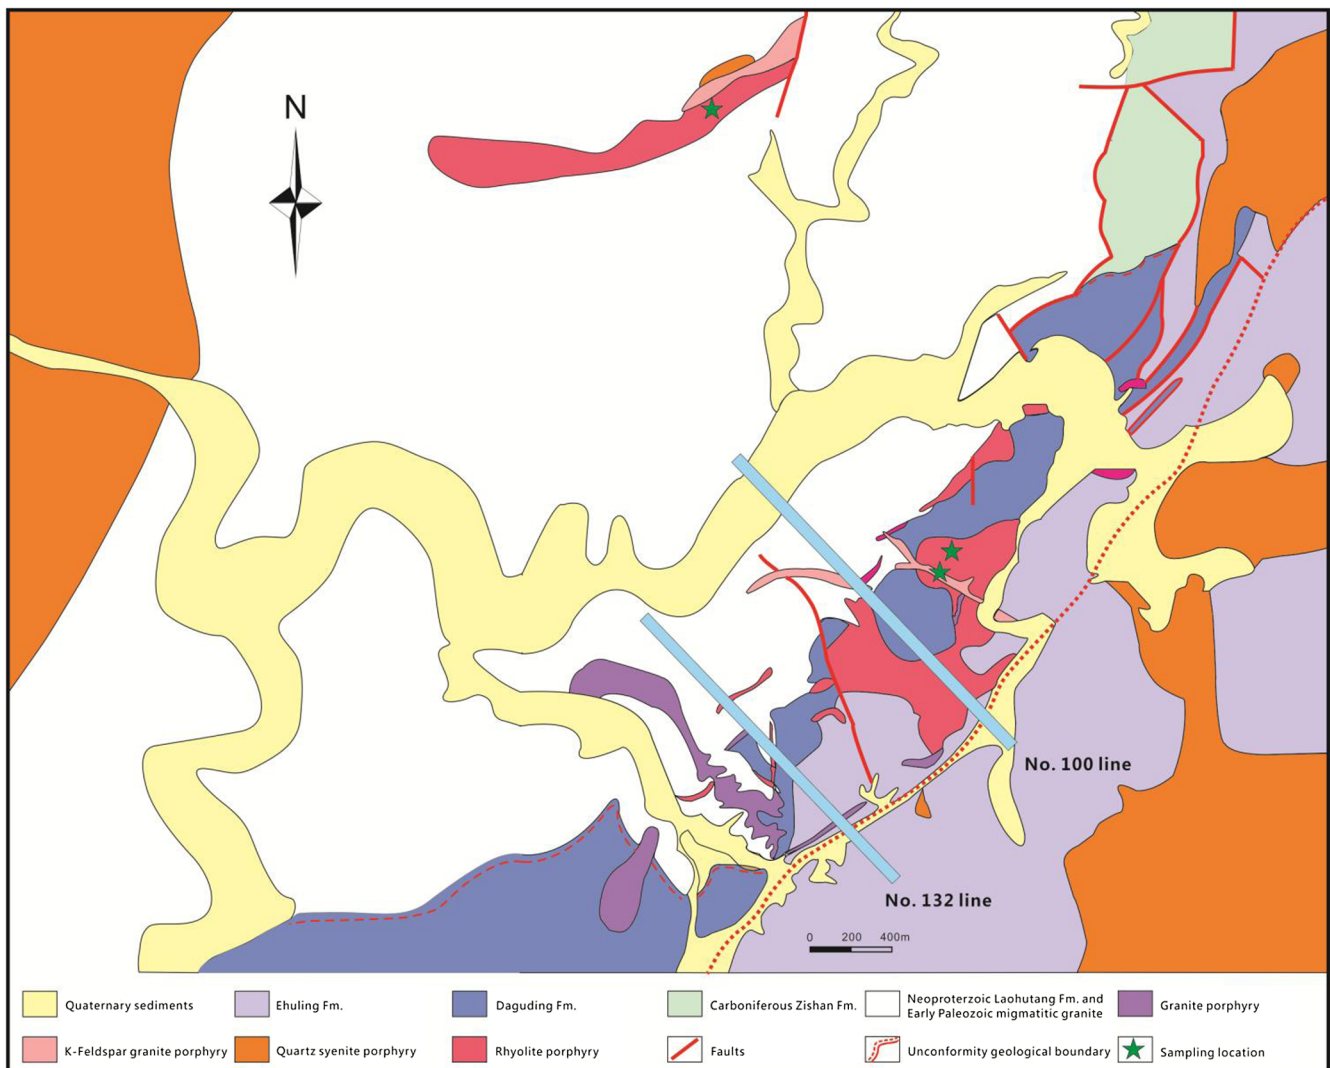 N
No. 100 line
No. 132 line
0 200 400m
Quaternary sediments
Ehuling Fm.
Daguding Fm.
Carboniferous Zishan Fm.
Neoproterzoic Laohutang Fm. and
Early Paleozoic migmatitic granite
Granite porphyry
K-Feldspar granite porphyry
Quartz syenite porphyry
Rhyolite porphyry
Faults
Unconformity geological boundary
Sampling location